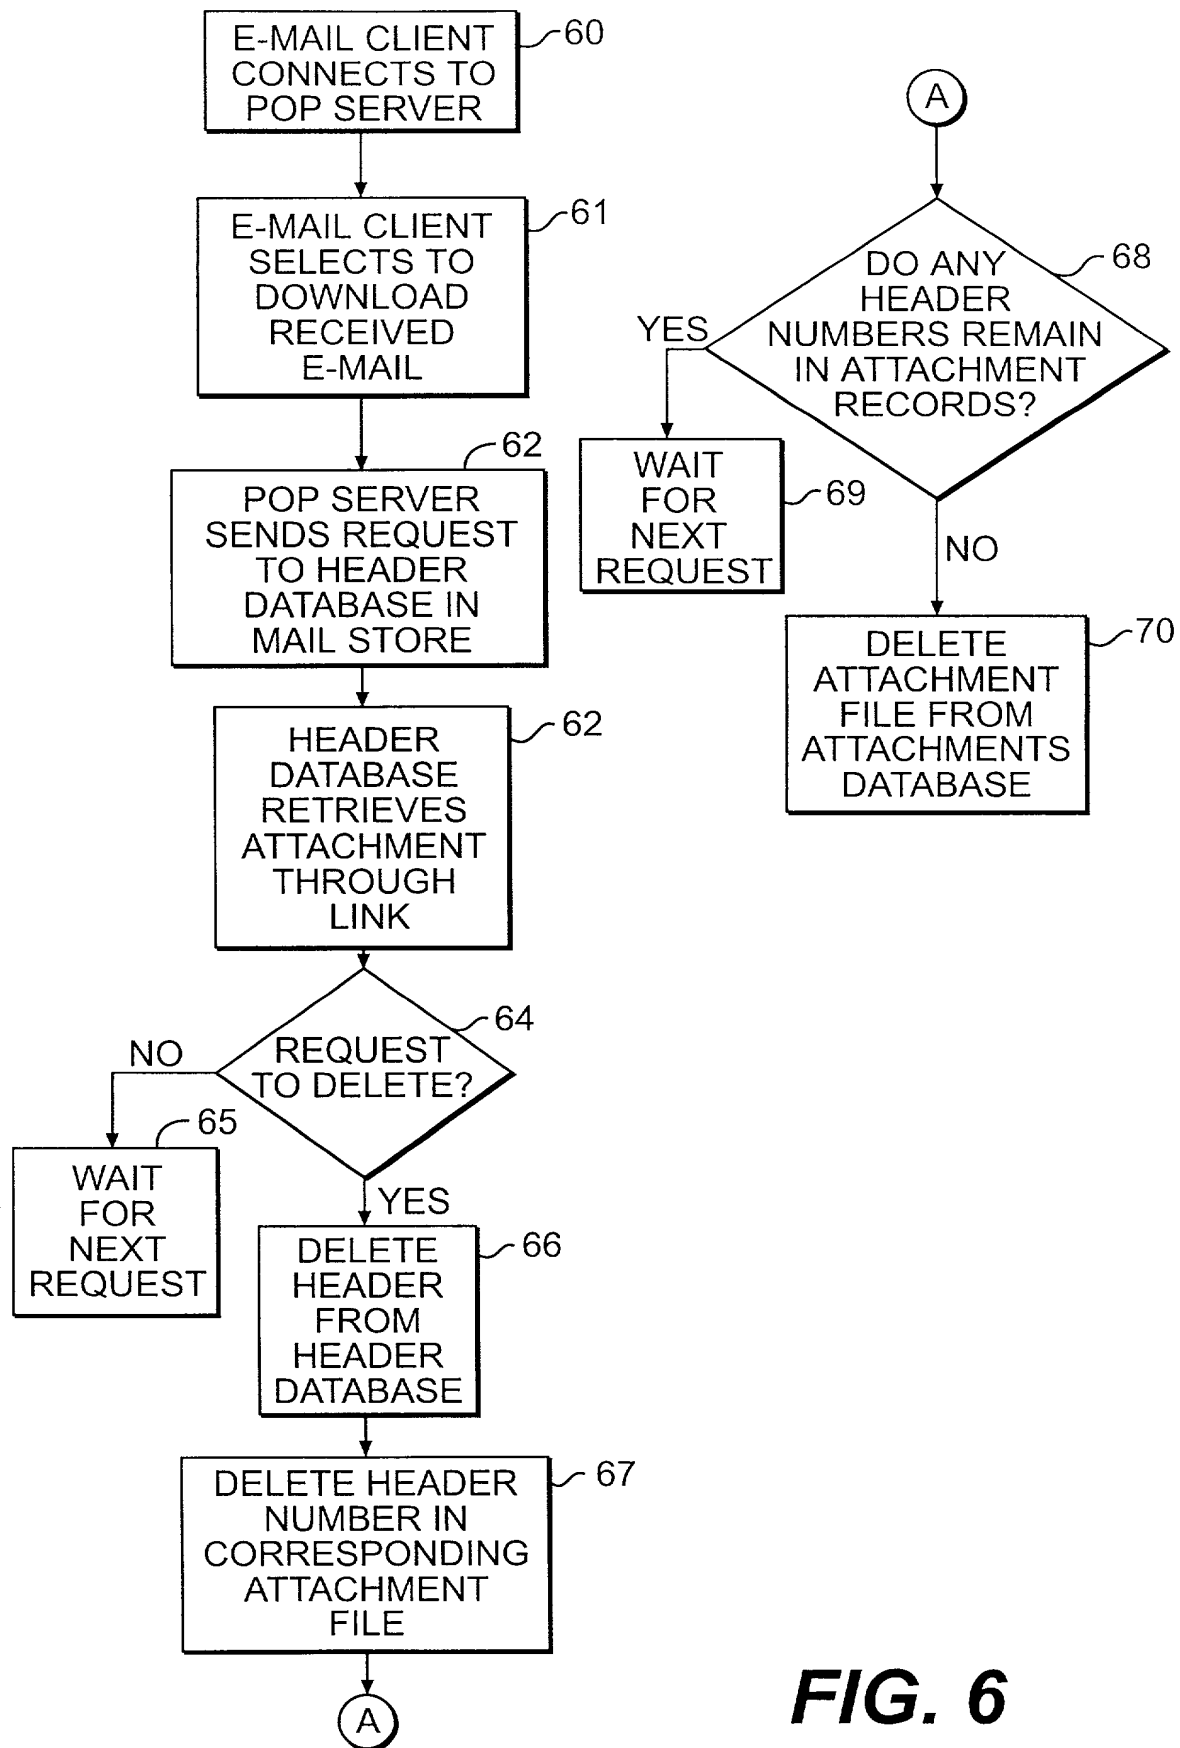 E-MAIL CLIENT
CONNECTS TO
POP SERVER
60
E-MAIL CLIENT
SELECTS TO
DOWNLOAD
RECEIVED
E-MAIL
61
62
POP SERVER
SENDS REQUEST
TO HEADER
DATABASE IN
MAIL STORE
62
HEADER
DATABASE
RETRIEVES
ATTACHMENT
THROUGH
LINK
64
REQUEST
TO DELETE?
NO
65
WAIT
FOR
NEXT
REQUEST
YES
66
DELETE
HEADER
FROM
HEADER
DATABASE
67
DELETE HEADER
NUMBER IN
CORRESPONDING
ATTACHMENT
FILE
A
A
68
DO ANY
HEADER
NUMBERS REMAIN
IN ATTACHMENT
RECORDS?
YES
WAIT
FOR
NEXT
REQUEST
69
NO
70
DELETE
ATTACHMENT
FILE FROM
ATTACHMENTS
DATABASE
FIG. 6